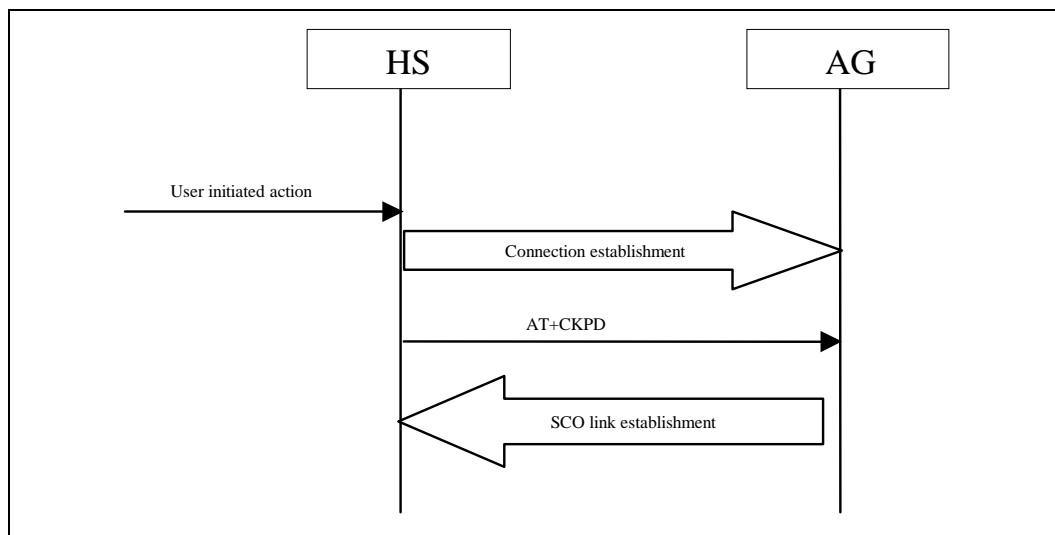 HS
AG
User initiated action
Connection establishment
AT+CKPD
SCO link establishment